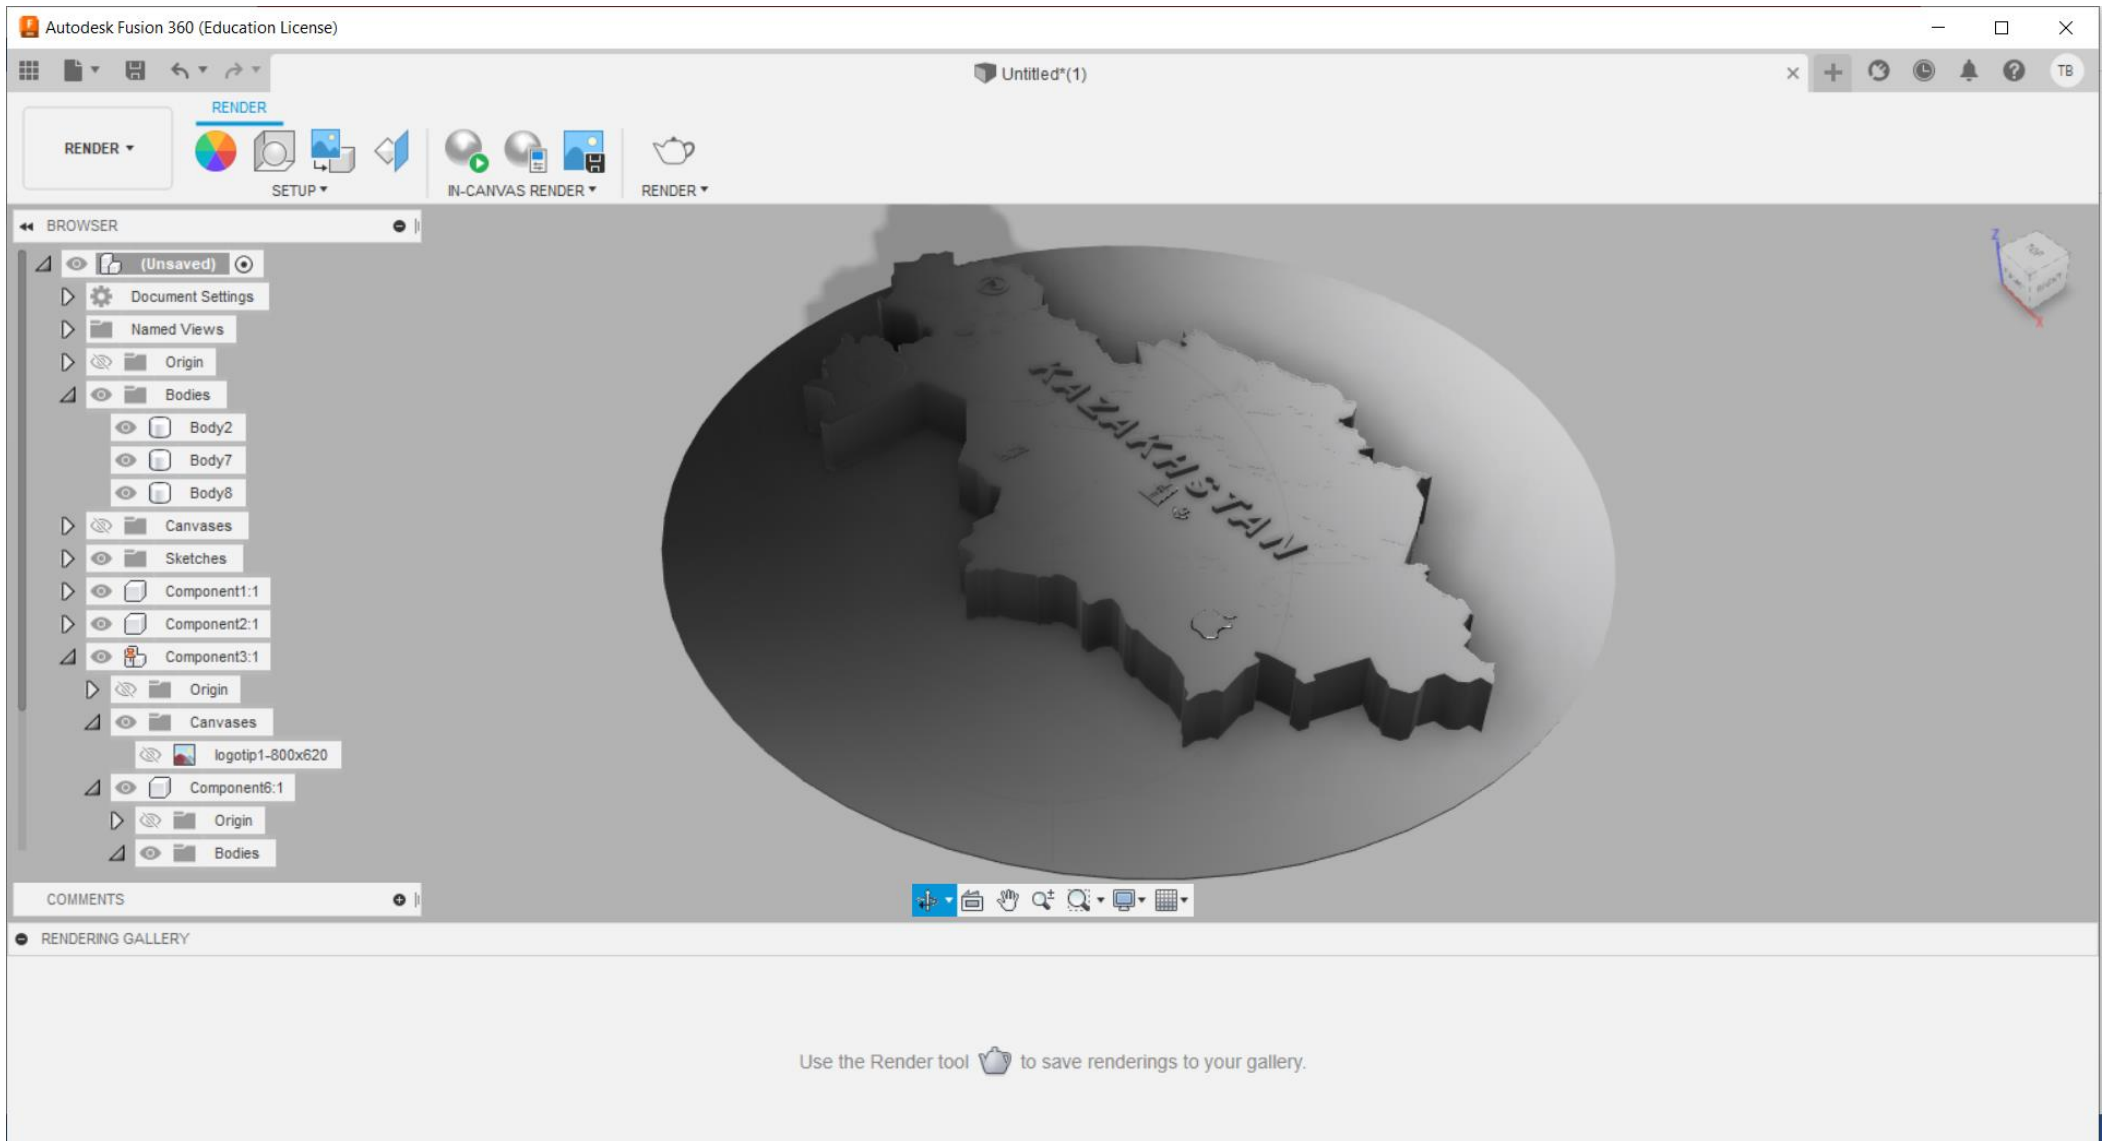 Autodesk Fusion 360 (Education License)
Untitled*(1)
TB
RENDER
RENDER
SETUP
IN-CANVAS RENDER
RENDER
BROWSER
(Unsaved)
Document Settings
Named Views
Origin
Bodies
Body2
Body7
Body8
Canvases
Sketches
Component1:1
Component2:1
Component3:1
Origin
Canvases
logotip1-800x620
Component6:1
Origin
Bodies
KAZAKHSTAN
Z
TOP
X
COMMENTS
RENDERING GALLERY
Use the Render tool to save renderings to your gallery.